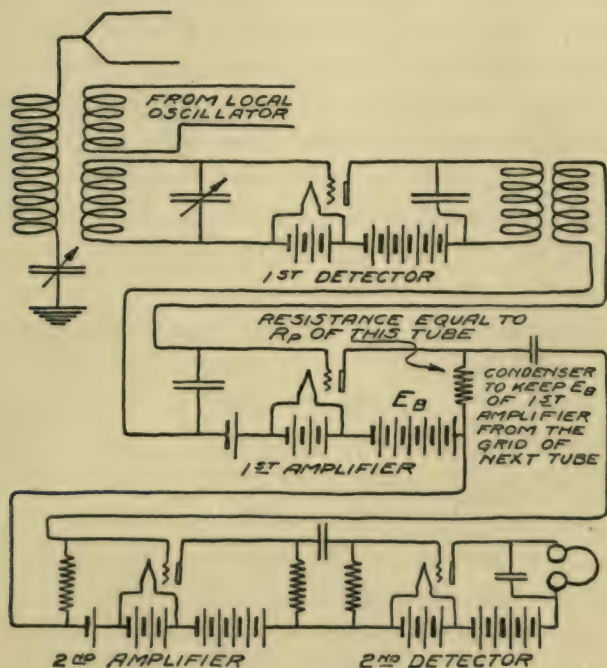 FROM LOCAL
OSCILLATOR
1ST DETECTOR
RESISTANCE EQUAL TO
RP OF THIS TUBE
CONDENSER
TO KEEP EB
OF 1ST
AMPLIFIER
FROM THE
GRID OF
NEXT TUBE
EB
1ST AMPLIFIER
2ND AMPLIFIER
2ND DETECTOR